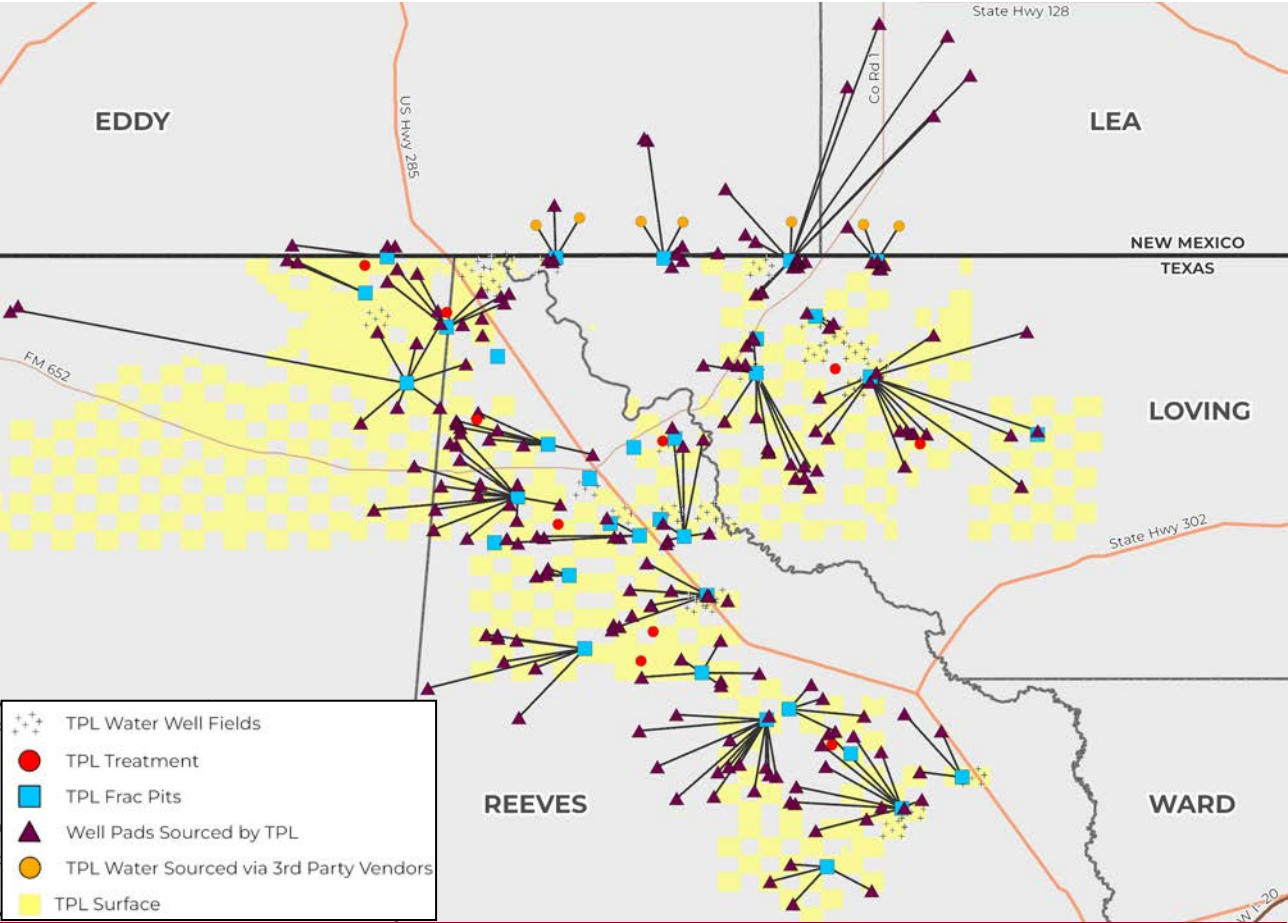 State Hwy 128
Co Rd 1
EDDY
LEA
US Hwy 285
NEW MEXICO
TEXAS
FM 652
LOVING
State Hwy 302
TPL Water Well Fields
TPL Treatment
TPL Frac Pits
REEVES
WARD
Well Pads Sourced by TPL
TPL Water Sourced via 3rd Party Vendors
TPL Surface
W I- 20